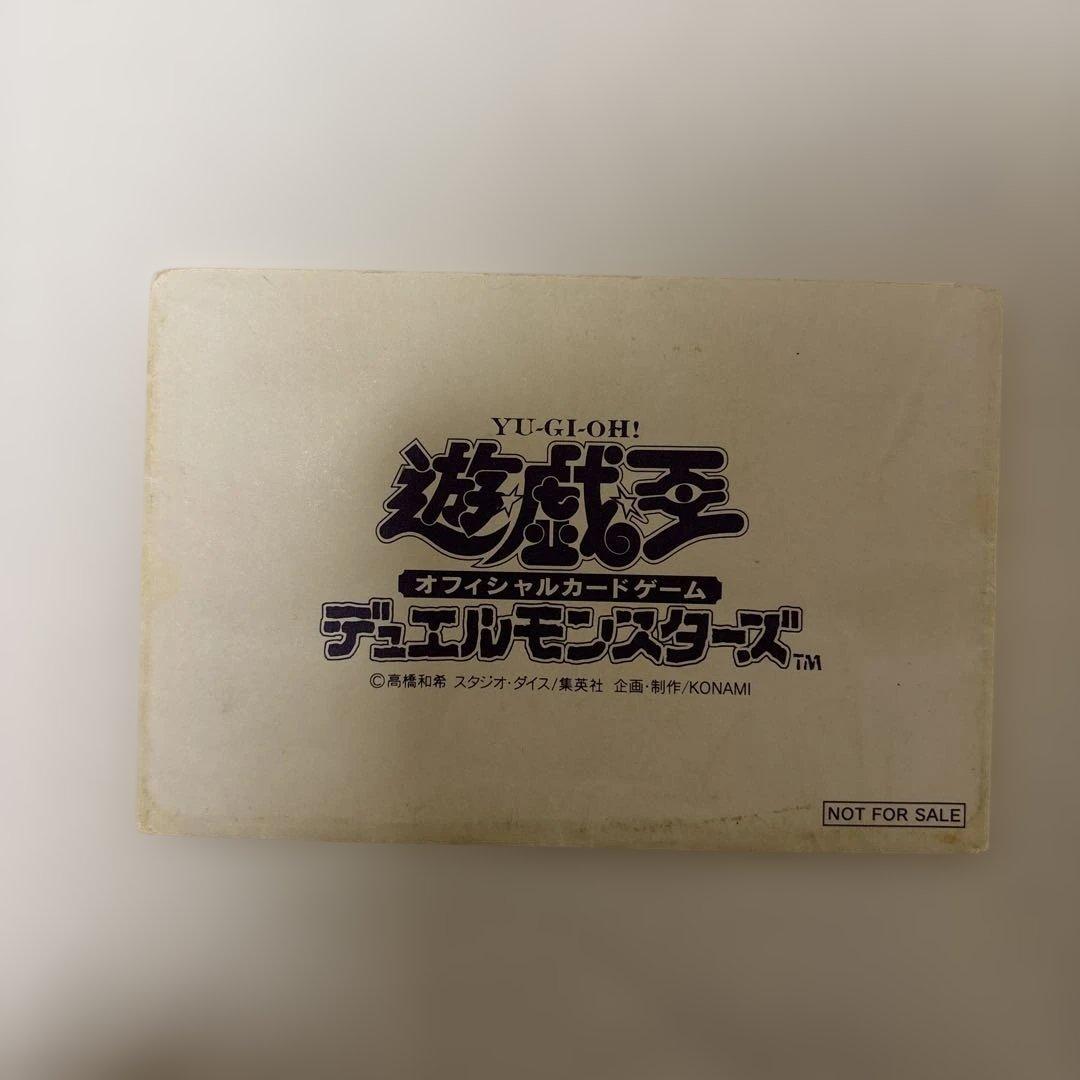 YU-GI-OH!
遊戯王
オフィシャルカードゲーム
デュエルモンスターズ™
©高橋和希 スタジオ・ダイス/集英社 企画・制作/KONAMI
NOT FOR SALE